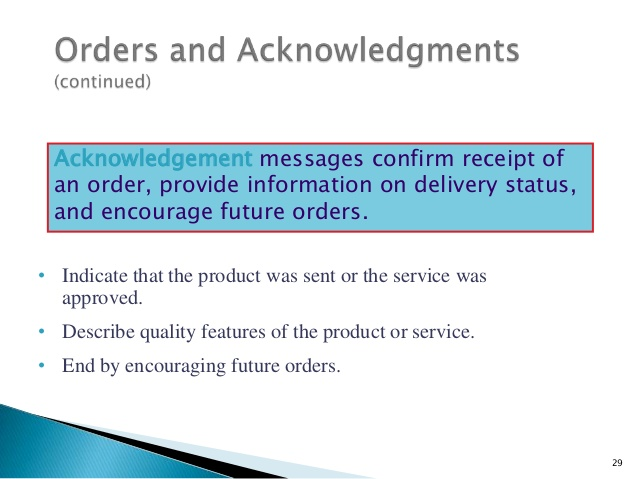 Orders and Acknowledgments
(continued)
Acknowledgement messages confirm receipt of
an order, provide information on delivery status,
and encourage future orders.
• Indicate that the product was sent or the service was
approved.
• Describe quality features of the product or service.
• End by encouraging future orders.
29